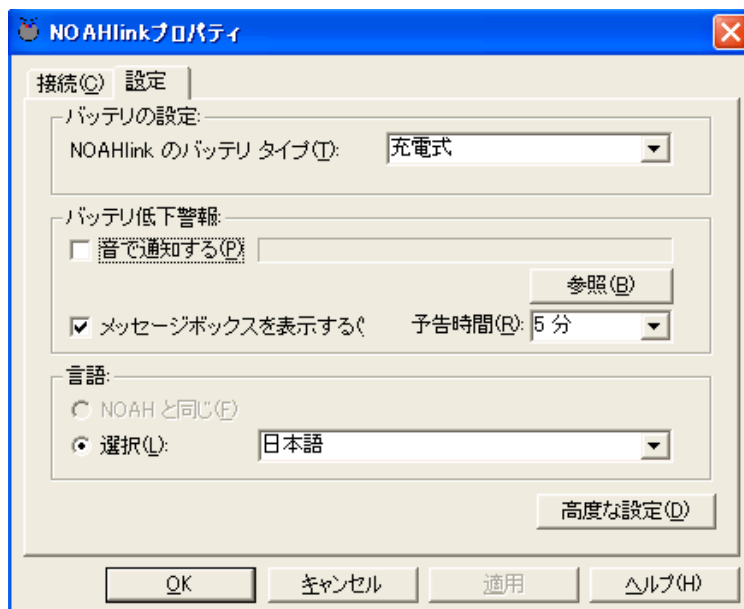 NOAHlinkプロパティ
接続(C) 設定
バッテリの設定:
NOAHlink のバッテリ タイプ(T): 充電式
バッテリ低下警報:
音で通知する(P)
参照(B)
メッセージボックスを表示する( 予告時間(R): 5 分
言語:
NOAH と同じ(F)
選択(L): 日本語
高度な設定(D)
OK キャンセル 適用 ヘルプ(H)